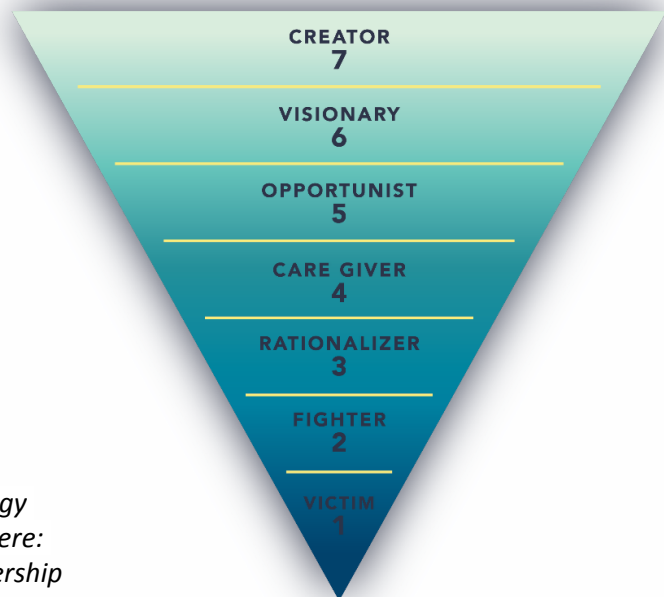 CREATOR
7
VISIONARY
6
OPPORTUNIST
5
CARE GIVER
4
RATIONALIZER
3
FIGHTER
2
VICTIM
1
gy
ere:
ership